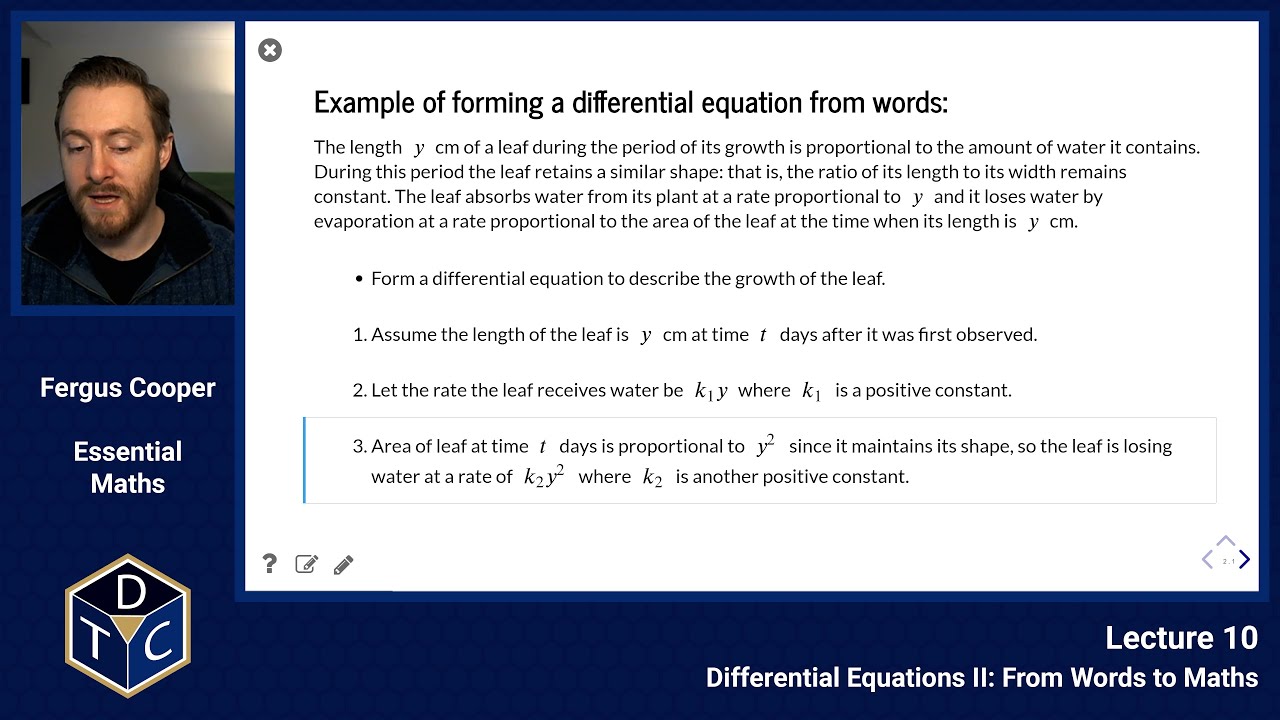 Example of forming a differential equation from words:
The length y cm of a leaf during the period of its growth is proportional to the amount of water it contains.
During this period the leaf retains a similar shape: that is, the ratio of its length to its width remains
constant. The leaf absorbs water from its plant at a rate proportional to y and it loses water by
evaporation at a rate proportional to the area of the leaf at the time when its length is y cm.
• Form a differential equation to describe the growth of the leaf.
1. Assume the length of the leaf is y cm at time t days after it was first observed.
2. Let the rate the leaf receives water be k₁y where k₁ is a positive constant.
3. Area of leaf at time t days is proportional to y² since it maintains its shape, so the leaf is losing
water at a rate of k₂y² where k₂ is another positive constant.
?
2.1
Fergus Cooper
Essential
Maths
D
T C
Lecture 10
Differential Equations II: From Words to Maths